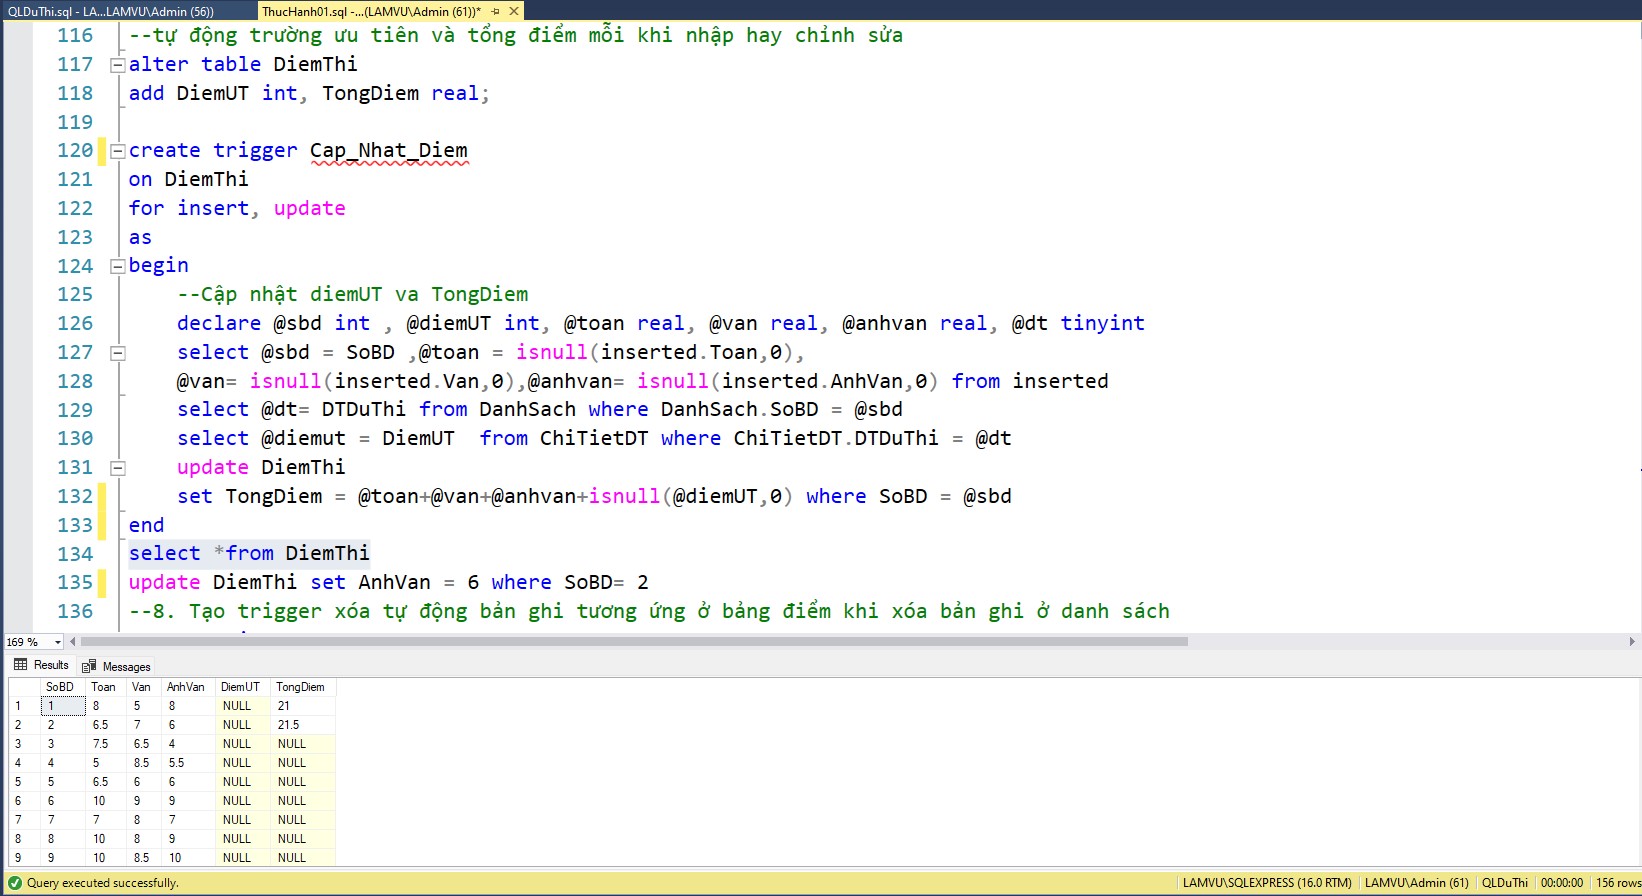 QLDuThi.sql - LA...LAMVU\Admin (56))
ThucHanh01.sql -...(LAMVU\Admin (61))*
116 --tự động trường ưu tiên và tổng điểm mỗi khi nhập hay chỉnh sửa
117 alter table DiemThi
118 add DiemUT int, TongDiem real;
119
120 create trigger Cap_Nhat_Diem
121 on DiemThi
122 for insert, update
123 as
124 begin
125 --Cập nhật diemUT va TongDiem
126 declare @sbd int , @diemUT int, @toan real, @van real, @anhvan real, @dt tinyint
127 select @sbd = SoBD ,@toan = isnull(inserted.Toan,0),
128 @van= isnull(inserted.Van,0),@anhvan= isnull(inserted.AnhVan,0) from inserted
129 select @dt= DTDuThi from DanhSach where DanhSach.SoBD = @sbd
130 select @diemut = DiemUT  from ChiTietDT where ChiTietDT.DTDuThi = @dt
131 update DiemThi
132 set TongDiem = @toan+@van+@anhvan+isnull(@diemUT,0) where SoBD = @sbd
133 end
134 select *from DiemThi
135 update DiemThi set AnhVan = 6 where SoBD= 2
136 --8. Tạo trigger xóa tự động bản ghi tương ứng ở bảng điểm khi xóa bản ghi ở danh sách
169 %
Results Messages
SoBD Toan Van AnhVan DiemUT TongDiem
1 1 8 5 8 NULL 21
2 2 6.5 7 6 NULL 21.5
3 3 7.5 6.5 4 NULL NULL
4 4 5 8.5 5.5 NULL NULL
5 5 6.5 6 6 NULL NULL
6 6 10 9 9 NULL NULL
7 7 7 8 7 NULL NULL
8 8 10 8 9 NULL NULL
9 9 10 8.5 10 NULL NULL
Query executed successfully.
LAMVU\SQLEXPRESS (16.0 RTM) LAMVU\Admin (61) QLDuThi 00:00:00 156 rows